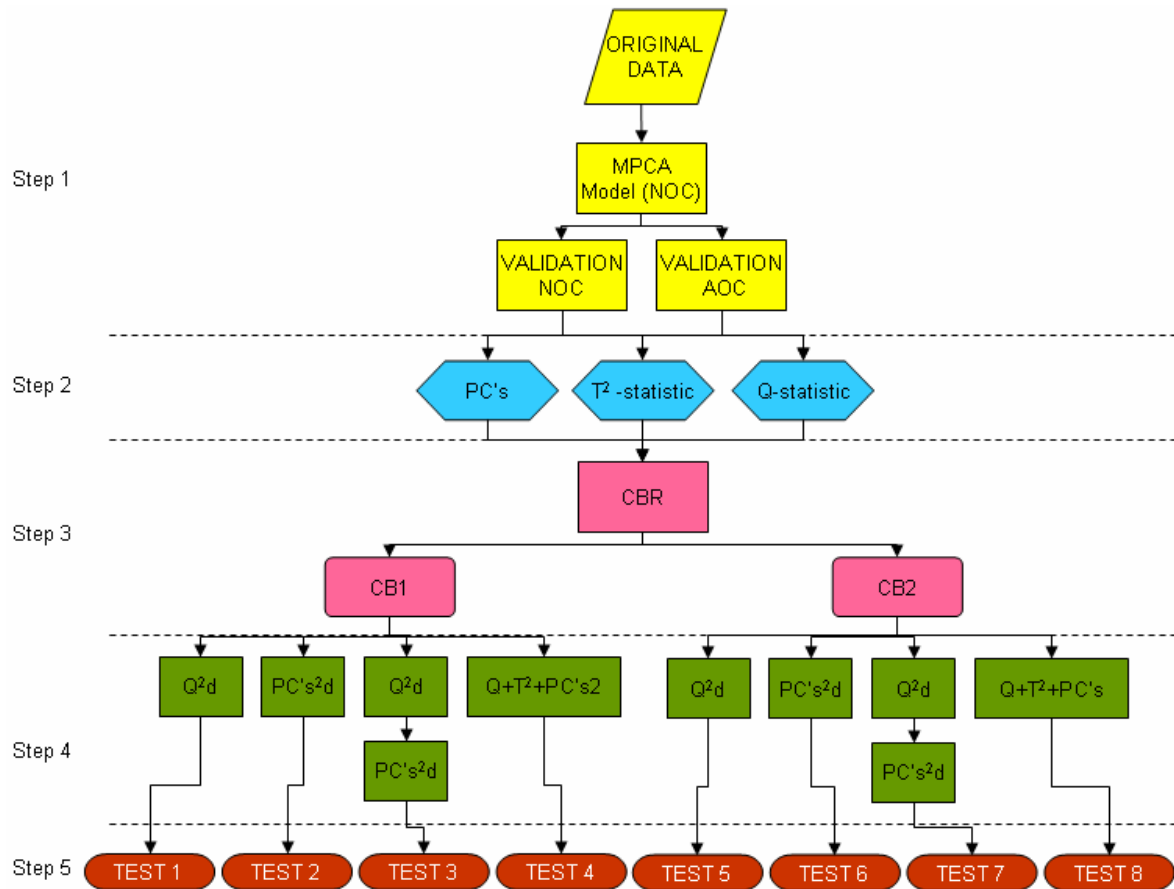 ORIGINAL
DATA
Step 1
MPCA
Model (NOC)
VALIDATION
NOC
VALIDATION
AOC
Step 2
PC's
T² -statistic
Q-statistic
Step 3
CBR
CB1
CB2
Step 4
Q²d
PC's²d
Q²d
Q+T²+PC's2
Q²d
PC's²d
Q²d
Q+T²+PC's
PC's²d
PC's²d
Step 5
TEST 1
TEST 2
TEST 3
TEST 4
TEST 5
TEST 6
TEST 7
TEST 8